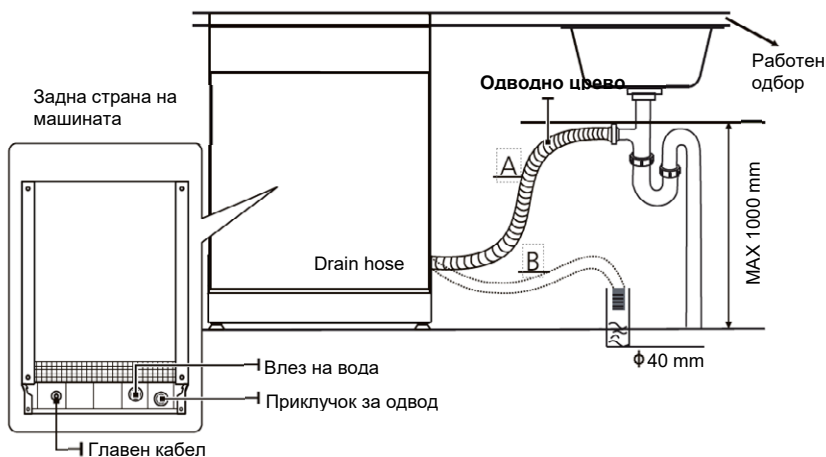 Работен
одбор
Одводно црево
Задна страна на
машината
A
MAX 1000 mm
Drain hose
B
ϕ 40 mm
Влез на вода
Приклучок за одвод
Главен кабел